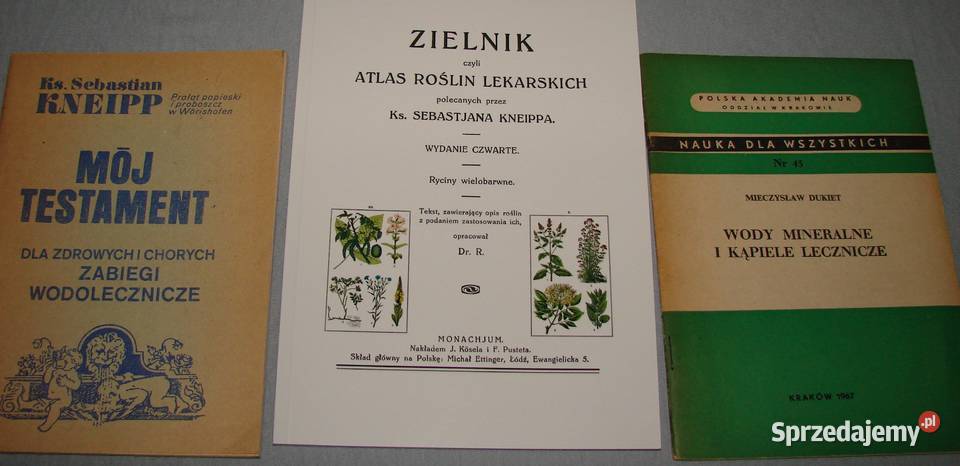 Ks. Sebastian
KNEIPP
Prałat papieski
i proboszcz
w Wörishofen
MÓJ
TESTAMENT
DLA ZDROWYCH I CHORYCH
ZABIEGI
WODOLECZNICZE
ZIELNIK
czyli
ATLAS ROŚLIN LEKARSKICH
polecanych przez
Ks. SEBASTJANA KNEIPPA.
WYDANIE CZWARTE.
Ryciny wielobarwne.
Tekst, zawierający opis roślin
z podaniem zastosowania ich,
opracował
Dr. R.
MONACHJUM.
Nakładem J. Kösela i F. Pusteta.
Skład główny na Polskę: Michał Ettinger, Łódź, Ewangielicka 5.
POLSKA AKADEMIA NAUK
ODDZIAŁ W KRAKOWIE
NAUKA DLA WSZYSTKICH
Nr 45
MIECZYSŁAW DUKIET
WODY MINERALNE
I KĄPIELE LECZNICZE
KRAKÓW 1967
Sprzedajemy.pl